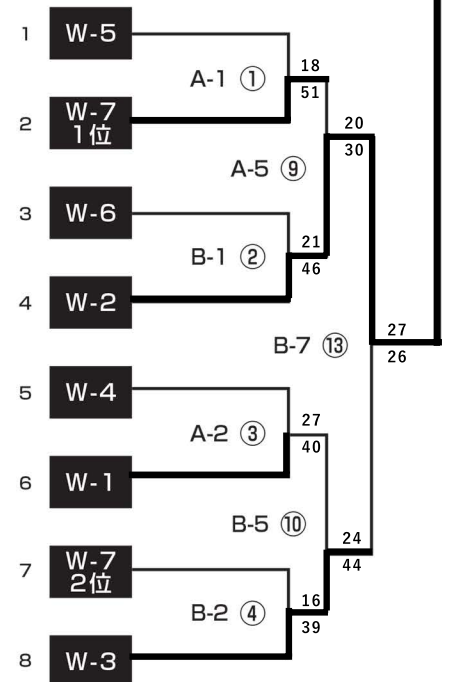 1 W-5
A-1 ① 18
51
2 W-7
1位
20
30
A-5 ⑨
3 W-6
B-1 ② 21
46
4 W-2
27
B-7 ⑬
26
5 W-4
A-2 ③ 27
40
6 W-1
B-5 ⑩ 24
44
7 W-7
2位
B-2 ④ 16
39
8 W-3